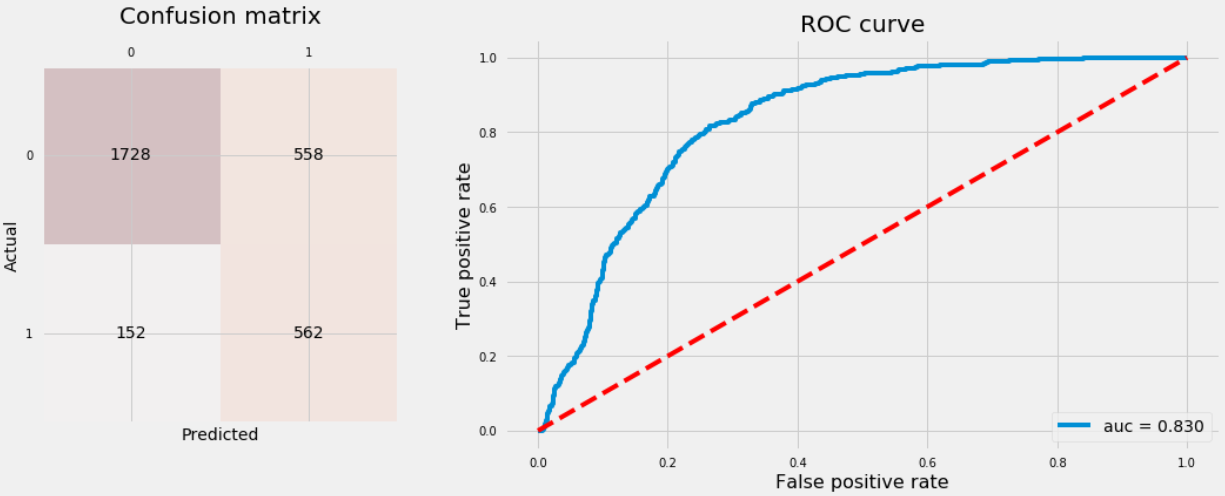 Confusion matrix
0 1
0
1728 558
Actual
1
152 562
Predicted
ROC curve
1.0
0.8
0.6
0.4
0.2
0.0
True positive rate
auc = 0.830
0.0 0.2 0.4 0.6 0.8 1.0
False positive rate